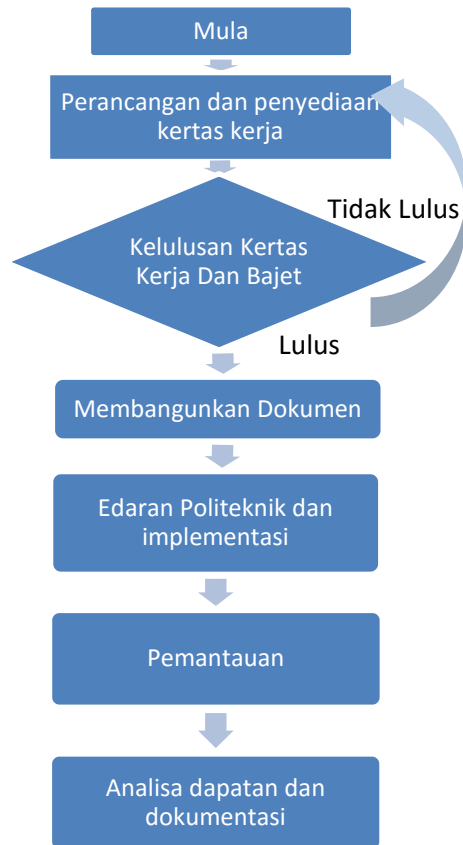 Mula
Perancangan dan penyediaan
kertas kerja
Tidak Lulus
Kelulusan Kertas
Kerja Dan Bajet
Lulus
Membangunkan Dokumen
Edaran Politeknik dan
implementasi
Pemantauan
Analisa dapatan dan
dokumentasi